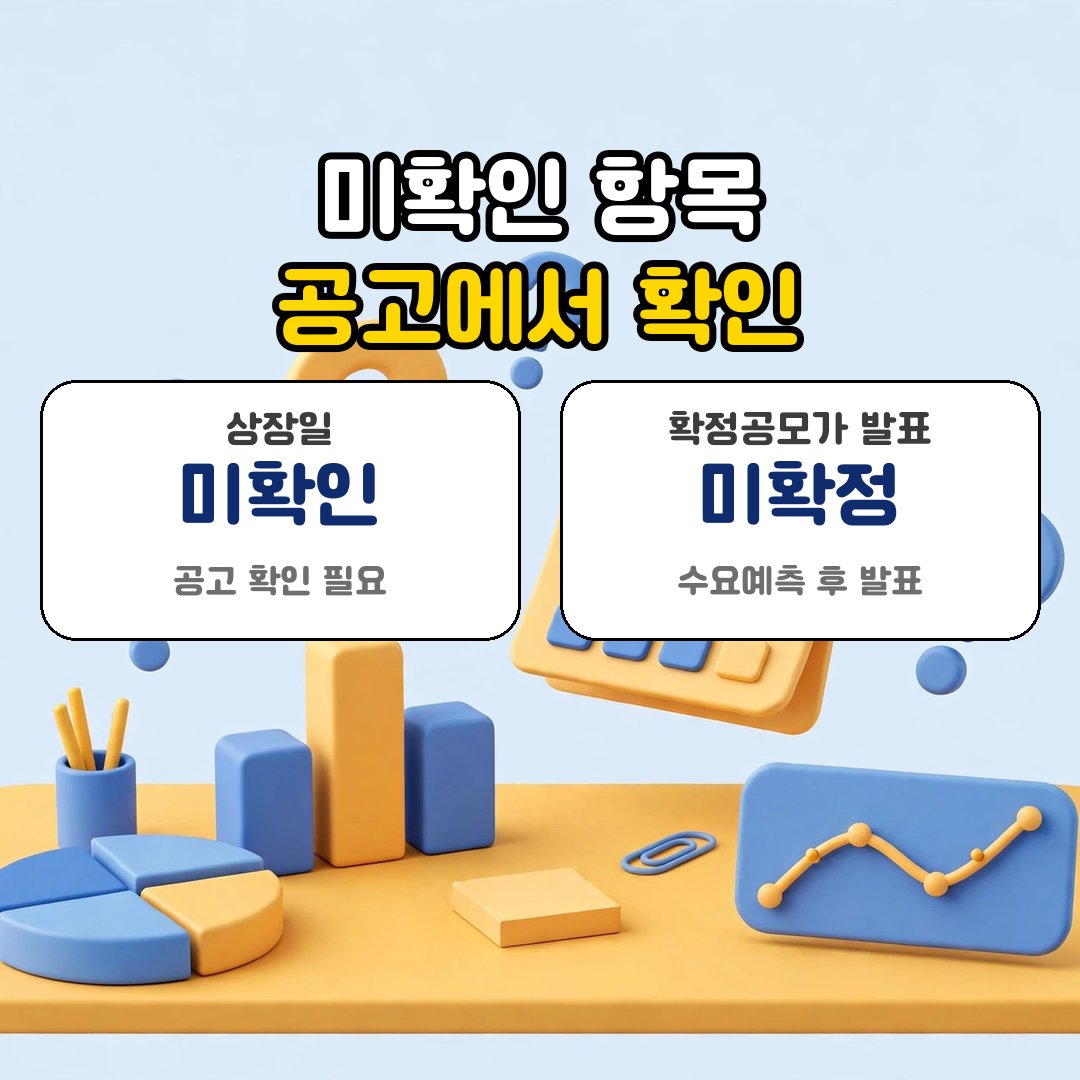 미확인 항목
공고에서 확인
상장일
미확인
공고 확인 필요
확정공모가 발표
미확정
수요예측 후 발표